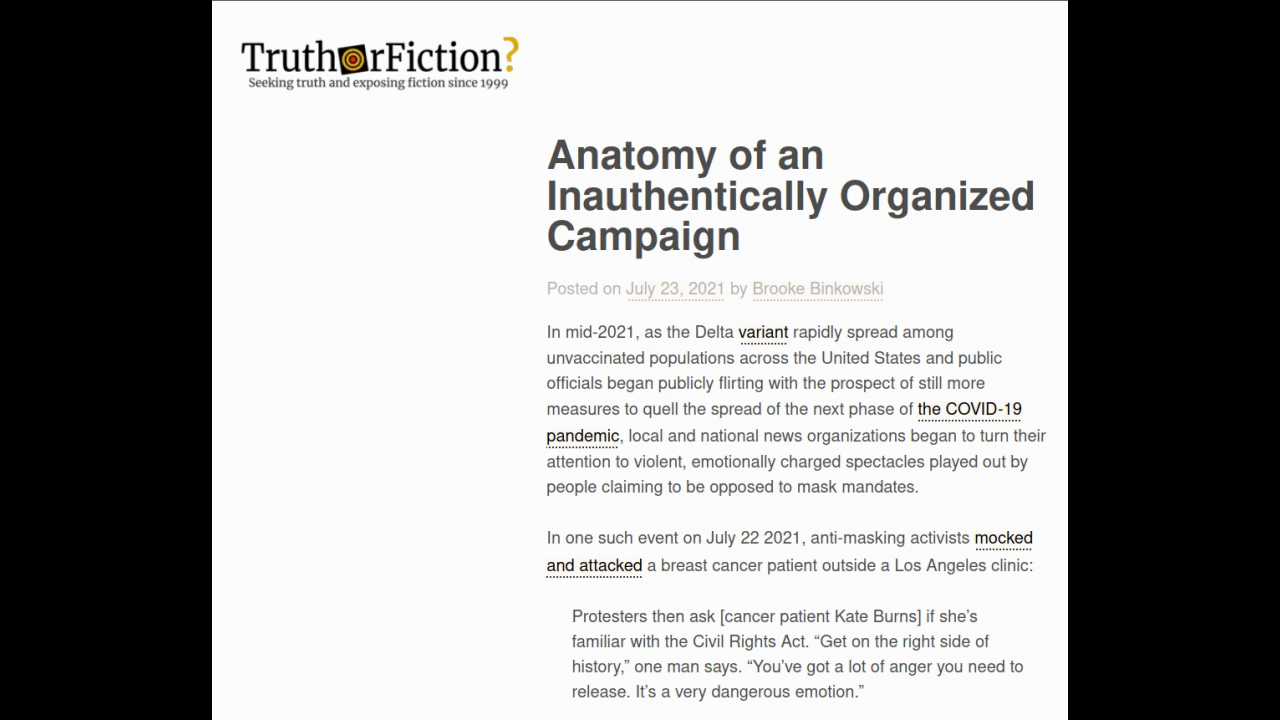 TruthorFiction?
Seeking truth and exposing fiction since 1999
Anatomy of an
Inauthentically Organized
Campaign
Posted on July 23, 2021 by Brooke Binkowski
In mid-2021, as the Delta variant rapidly spread among
unvaccinated populations across the United States and public
officials began publicly flirting with the prospect of still more
measures to quell the spread of the next phase of the COVID-19
pandemic, local and national news organizations began to turn their
attention to violent, emotionally charged spectacles played out by
people claiming to be opposed to mask mandates.
In one such event on July 22 2021, anti-masking activists mocked
and attacked a breast cancer patient outside a Los Angeles clinic:
Protesters then ask [cancer patient Kate Burns] if she’s
familiar with the Civil Rights Act. “Get on the right side of
history,” one man says. “You’ve got a lot of anger you need to
release. It’s a very dangerous emotion.”